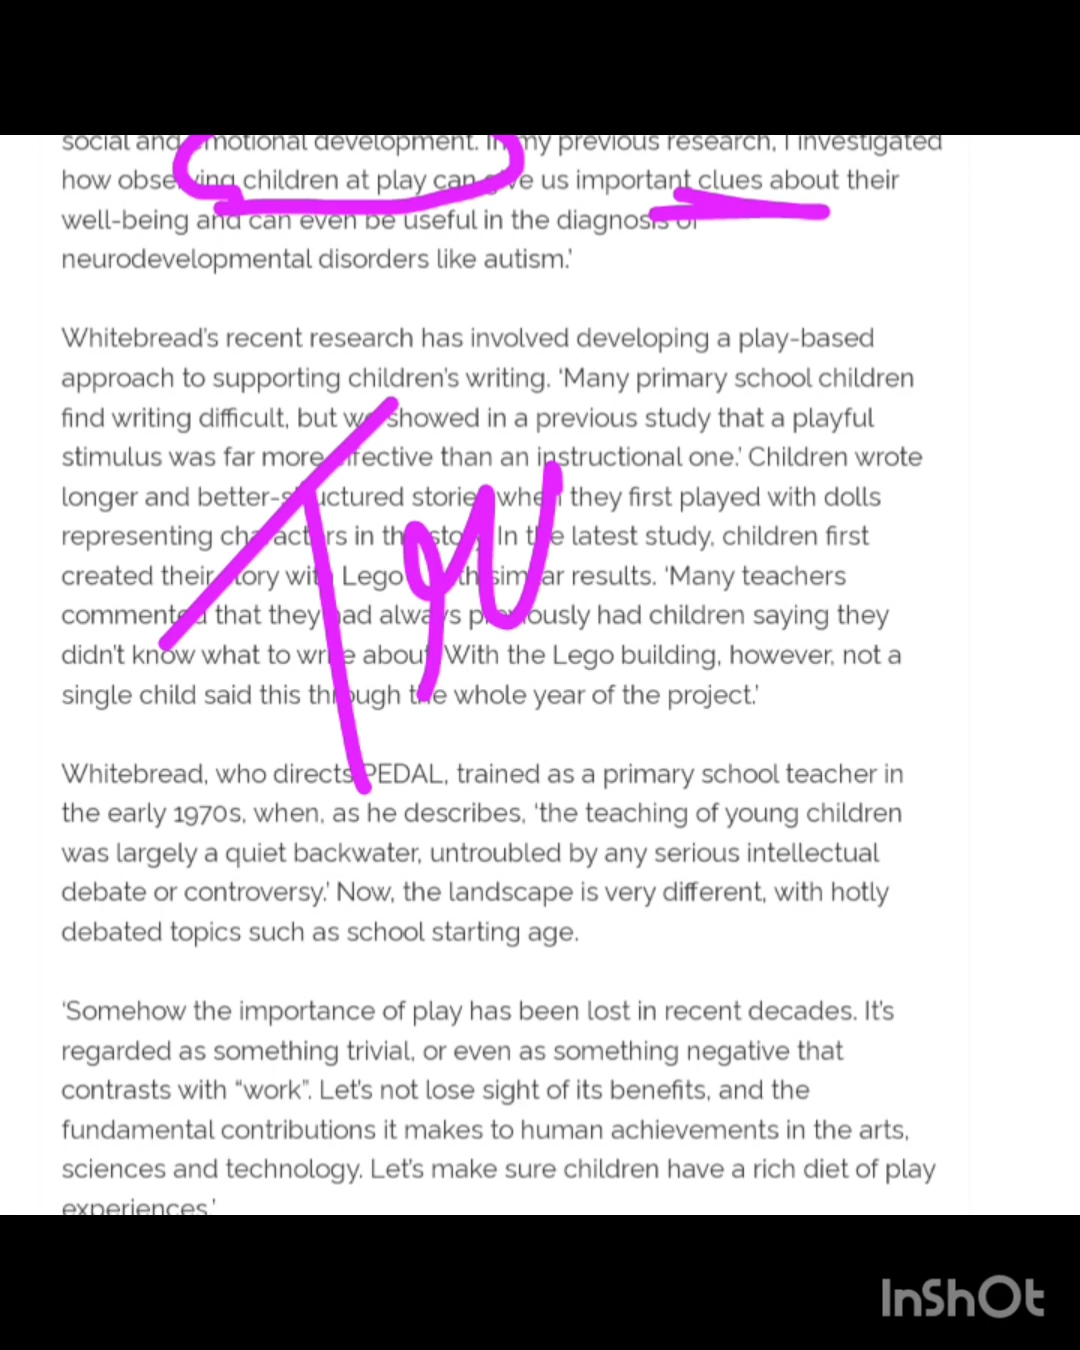 social and emotional development. In my previous research, I investigated
how observing children at play can give us important clues about their
well-being and can even be useful in the diagnosis of
neurodevelopmental disorders like autism.’
Whitebread’s recent research has involved developing a play-based
approach to supporting children’s writing. ‘Many primary school children
find writing difficult, but we showed in a previous study that a playful
stimulus was far more effective than an instructional one.’ Children wrote
longer and better-structured stories when they first played with dolls
representing characters in the story. In the latest study, children first
created their story with Lego with similar results. ‘Many teachers
commented that they had always previously had children saying they
didn’t know what to write about. With the Lego building, however, not a
single child said this through the whole year of the project.’
Whitebread, who directs PEDAL, trained as a primary school teacher in
the early 1970s, when, as he describes, ‘the teaching of young children
was largely a quiet backwater, untroubled by any serious intellectual
debate or controversy.’ Now, the landscape is very different, with hotly
debated topics such as school starting age.
‘Somehow the importance of play has been lost in recent decades. It’s
regarded as something trivial, or even as something negative that
contrasts with “work”. Let’s not lose sight of its benefits, and the
fundamental contributions it makes to human achievements in the arts,
sciences and technology. Let’s make sure children have a rich diet of play
experiences.’
InShOt